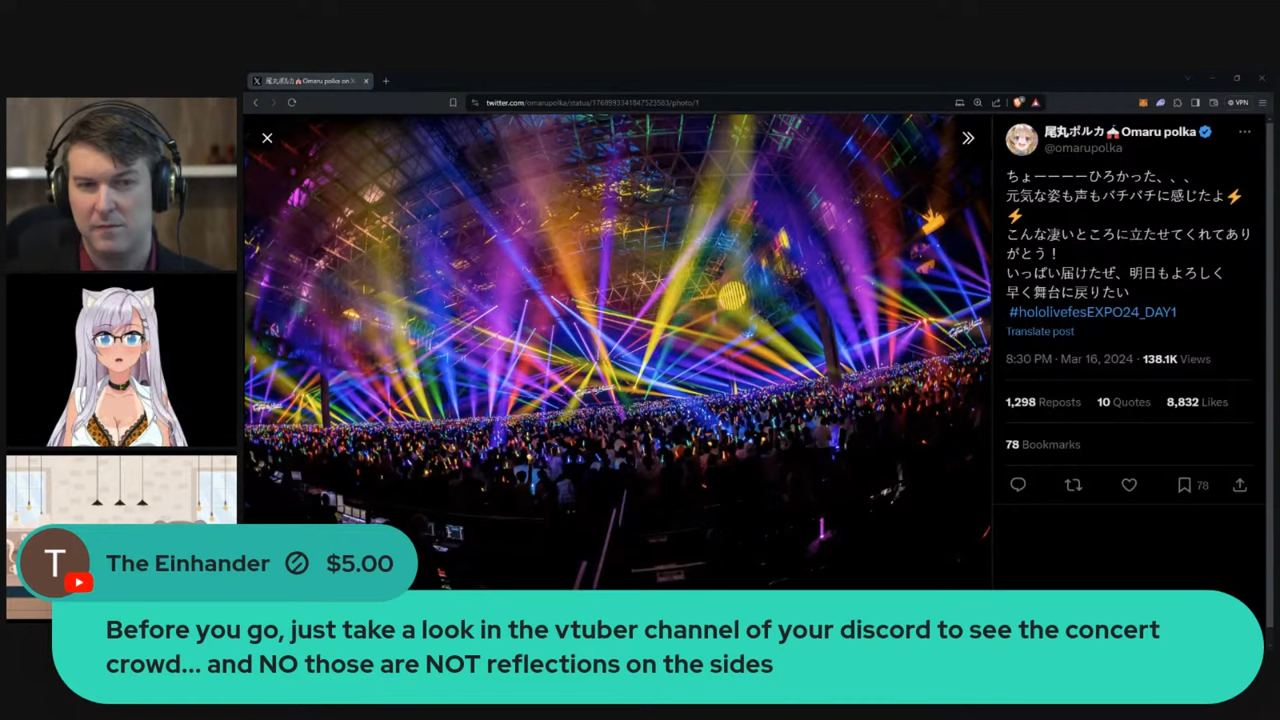 尾丸ポルカ🎪Omaru polka on X
twitter.com/omarupolka/status/1768993341847523583/photo/1
VPN
尾丸ポルカ🎪Omaru polka
@omarupolka
ちょーーーーひろかった、、、
元気な姿も声もバチバチに感じたよ⚡
⚡
こんな凄いところに立たせてくれてあり
がとう！
いっぱい届けたぜ、明日もよろしく
早く舞台に戻りたい
#hololivefesEXPO24_DAY1
Translate post
8:30 PM · Mar 16, 2024 · 138.1K Views
1,298 Reposts 10 Quotes 8,832 Likes
78 Bookmarks
78
T
The Einhander $5.00
Before you go, just take a look in the vtuber channel of your discord to see the concert
crowd... and NO those are NOT reflections on the sides